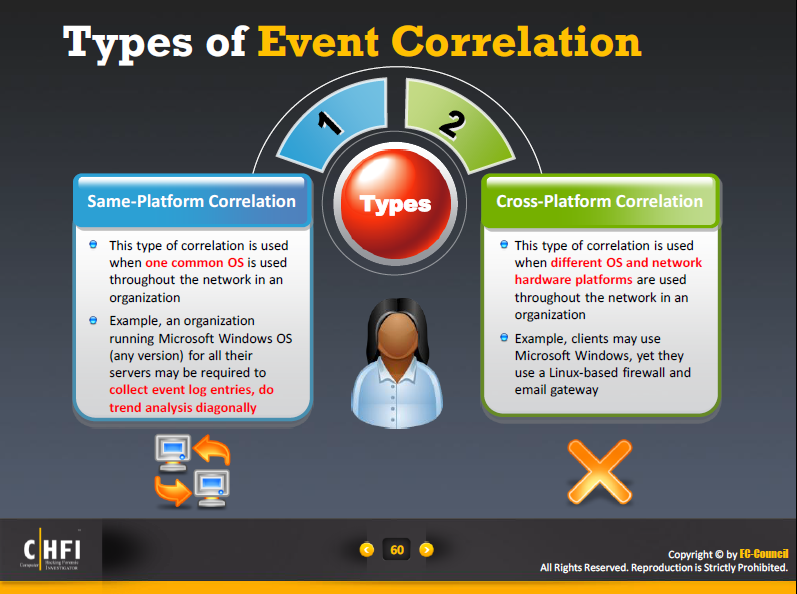 Types of Event Correlation
1
2
Types
Same-Platform Correlation
This type of correlation is used
when one common OS is used
throughout the network in an
organization
Example, an organization
running Microsoft Windows OS
(any version) for all their
servers may be required to
collect event log entries, do
trend analysis diagonally
Cross-Platform Correlation
This type of correlation is used
when different OS and network
hardware platforms are used
throughout the network in an
organization
Example, clients may use
Microsoft Windows, yet they
use a Linux-based firewall and
email gateway
CHFI
Computer Hacking Forensic
INVESTIGATOR
60
Copyright © by EC-Council
All Rights Reserved. Reproduction is Strictly Prohibited.